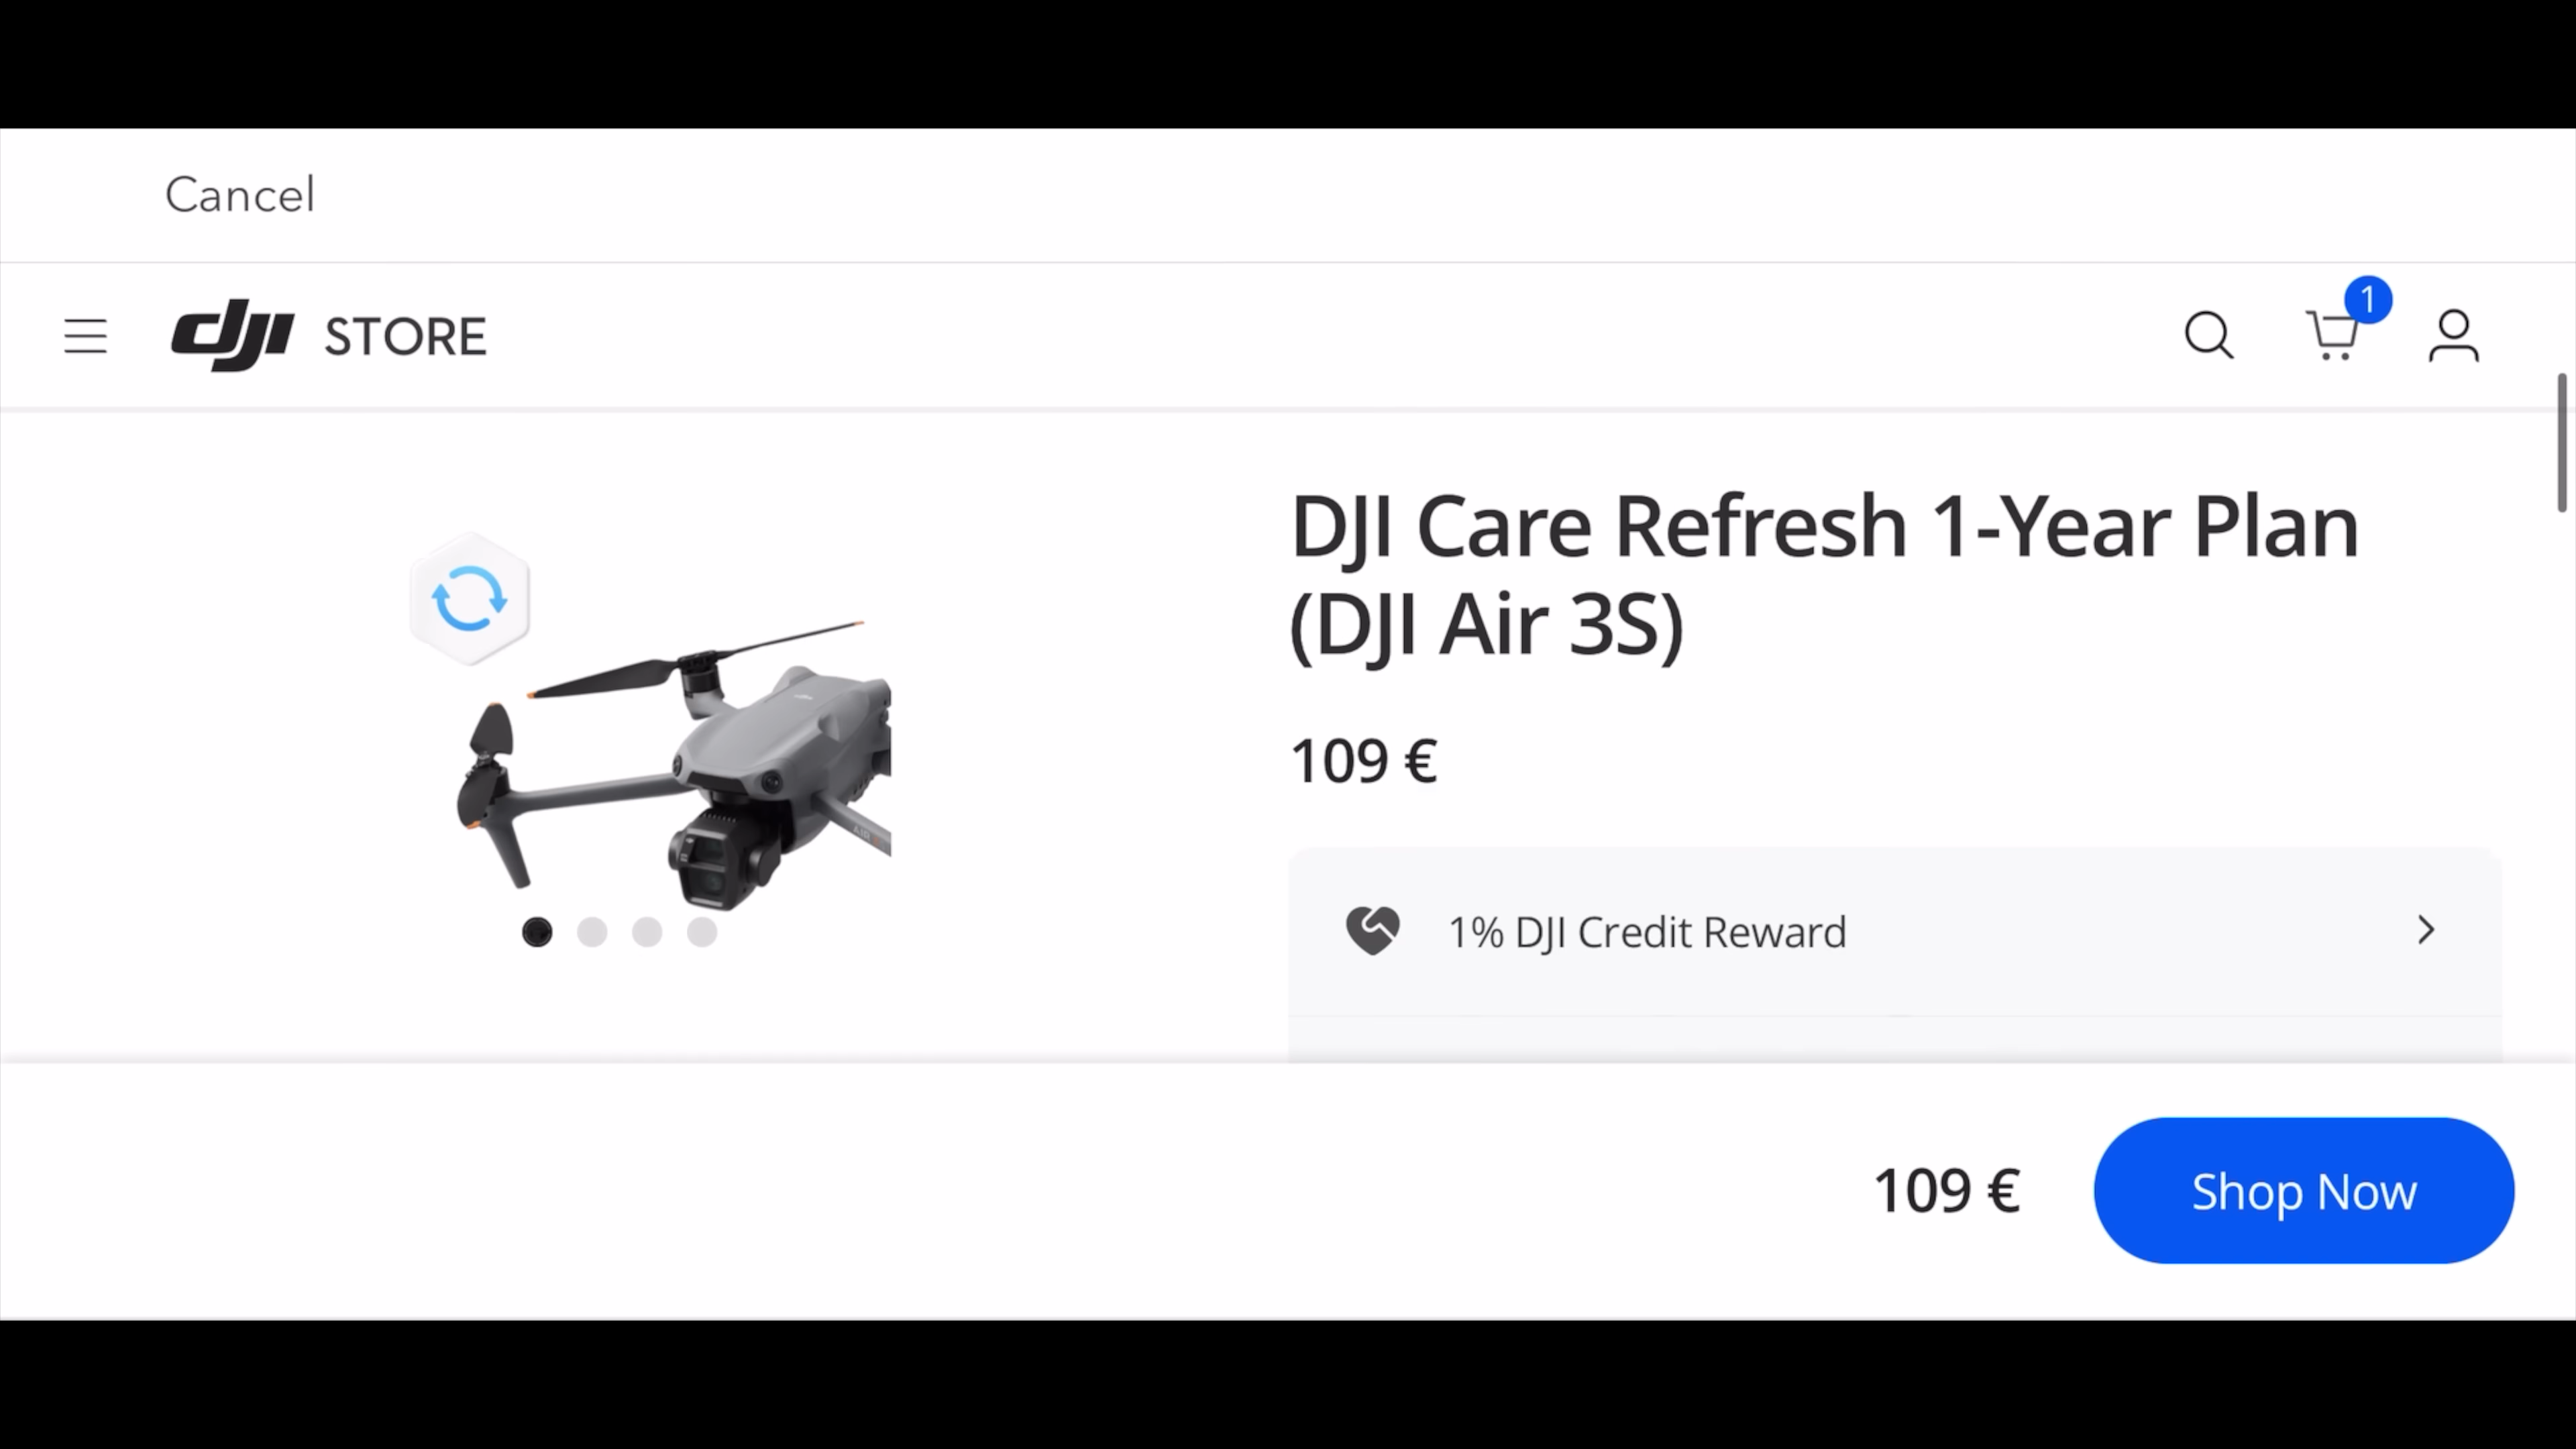 Cancel
dji STORE
1
DJI Care Refresh 1-Year Plan
(DJI Air 3S)
109 €
1% DJI Credit Reward
109 €
Shop Now